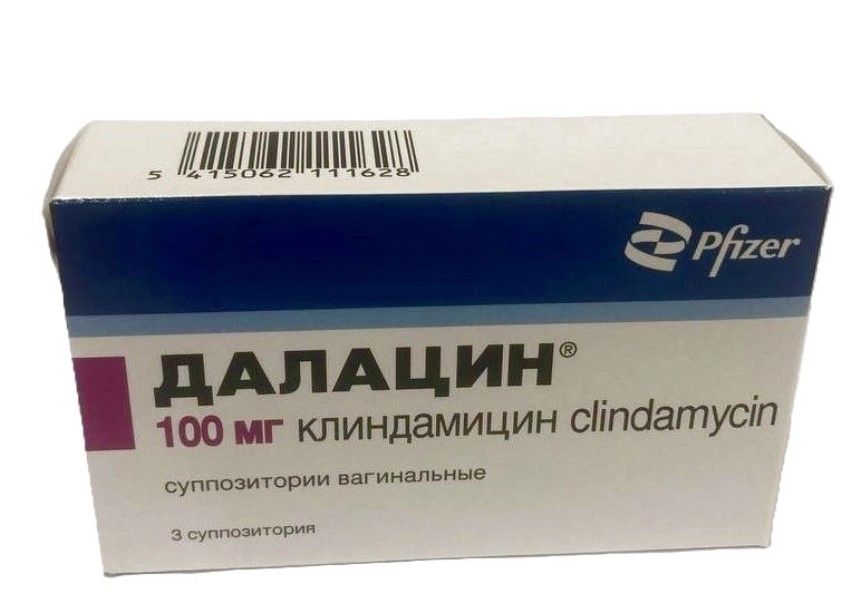 5 415062 111628
Pfizer
ДАЛАЦИН®
100 мг клиндамицин clindamycin
суппозитории вагинальные
3 суппозитория